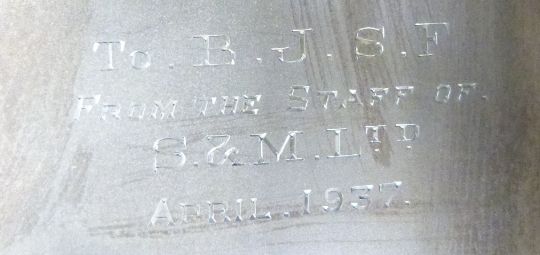 To . B . J . S . F
FROM THE STAFF OF.
S. & M. LTD
APRIL . 1937.